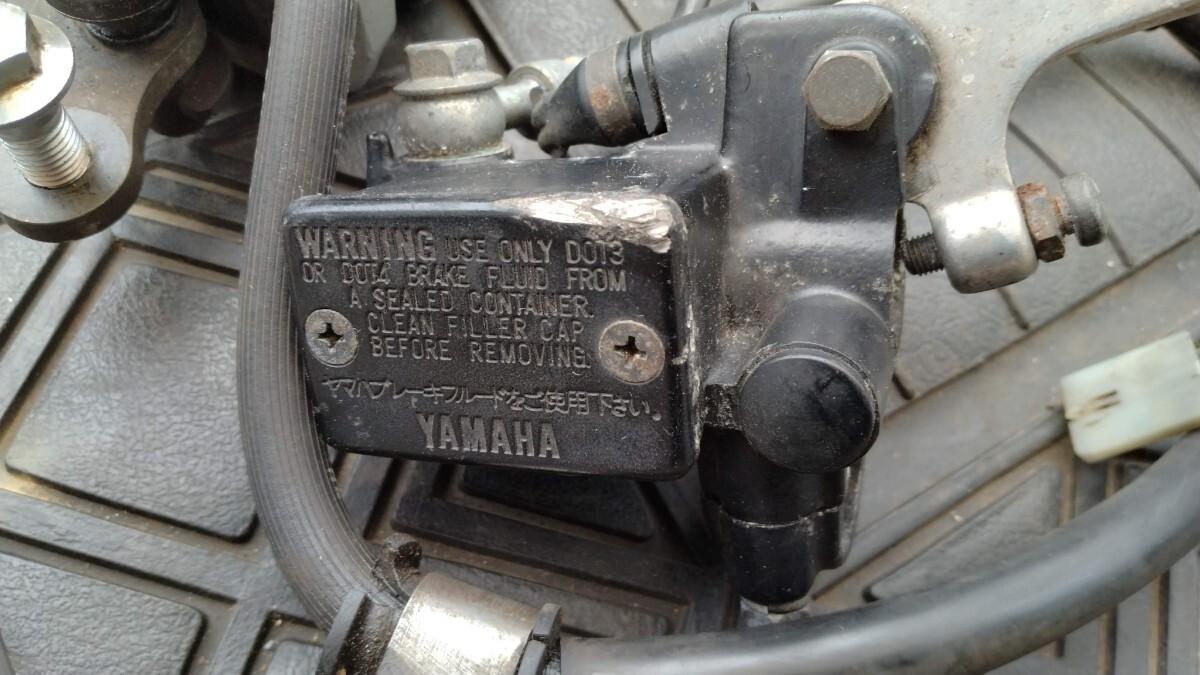 WARNING USE ONLY DOT3
OR DOT4 BRAKE FLUID FROM
A SEALED CONTAINER.
CLEAN FILLER CAP
BEFORE REMOVING.
ヤマハブレーキフルードをご使用下さい。
YAMAHA